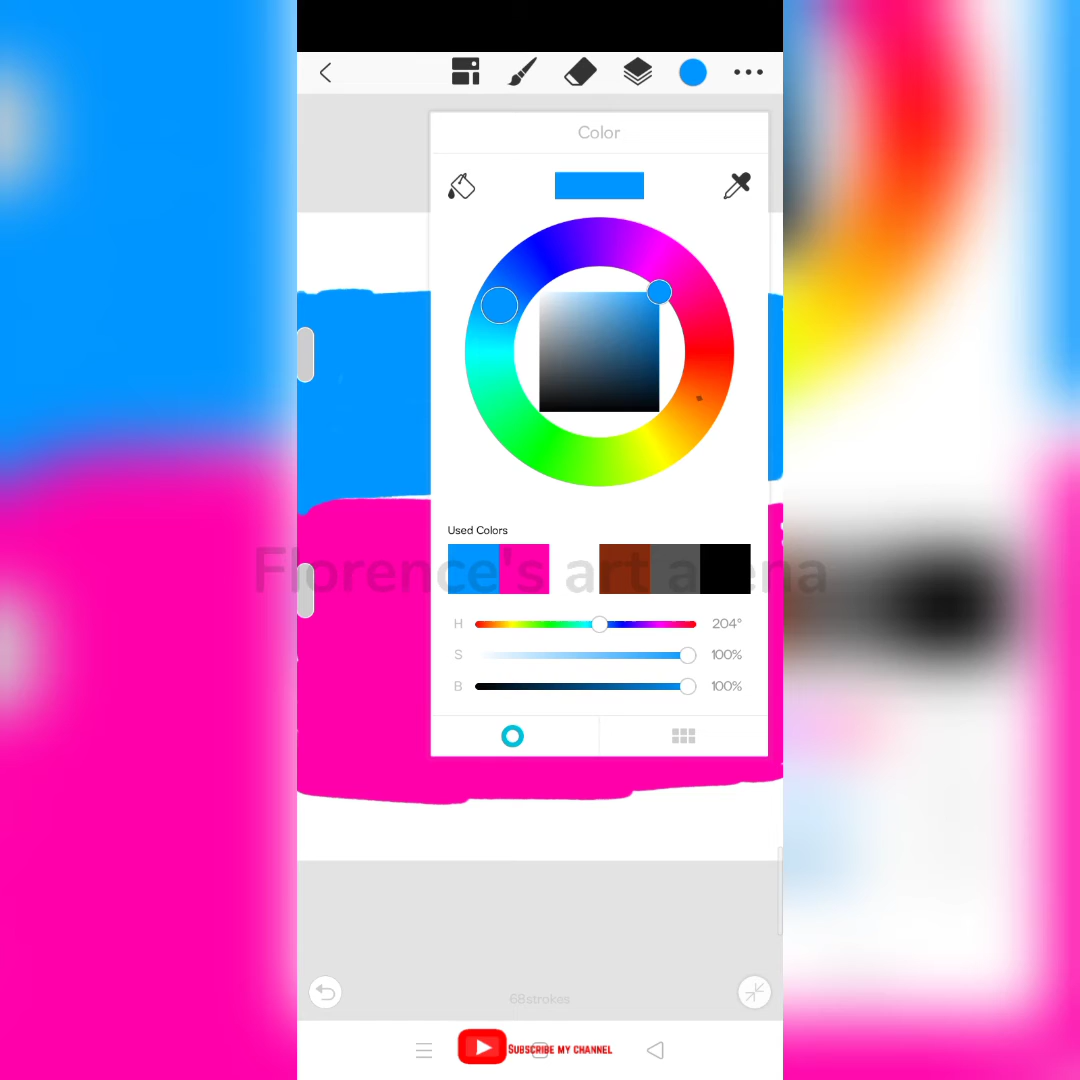 Color
Used Colors
Florence's art arena
H 204°
S 100%
B 100%
68strokes
SUBSCRIBE MY CHANNEL